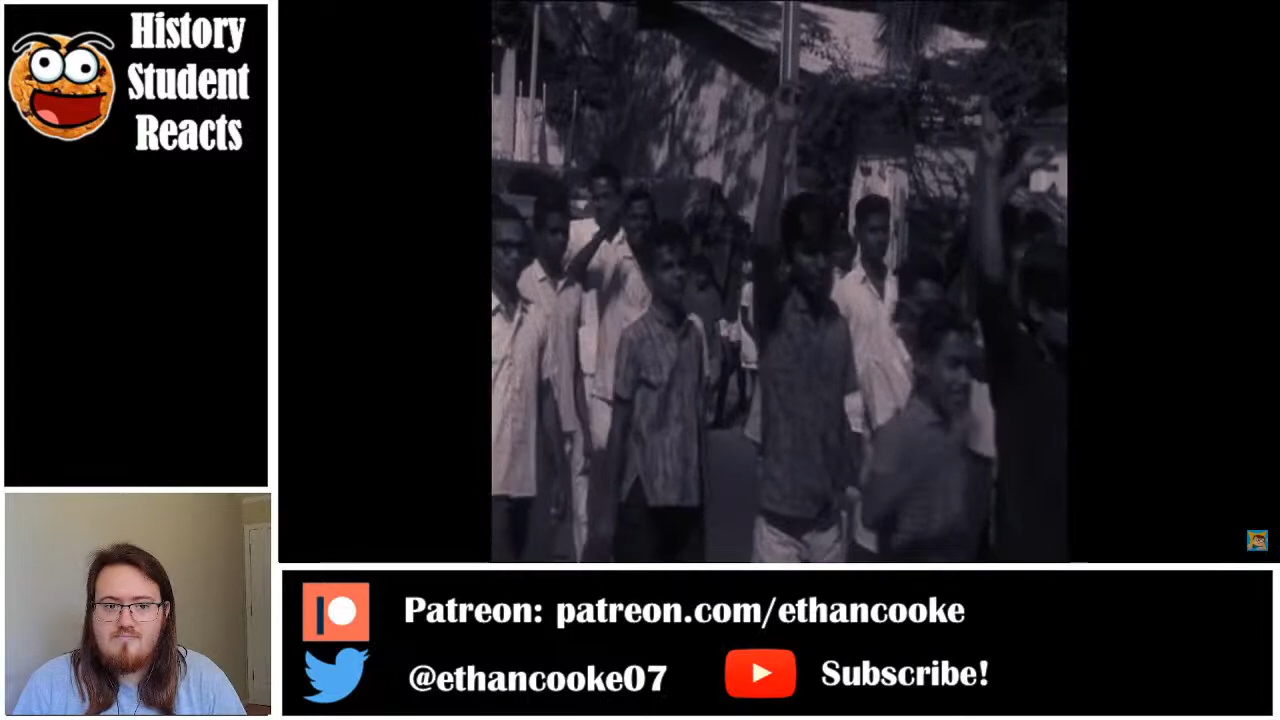 History
Student
Reacts
Patreon: patreon.com/ethancooke
@ethancooke07
Subscribe!